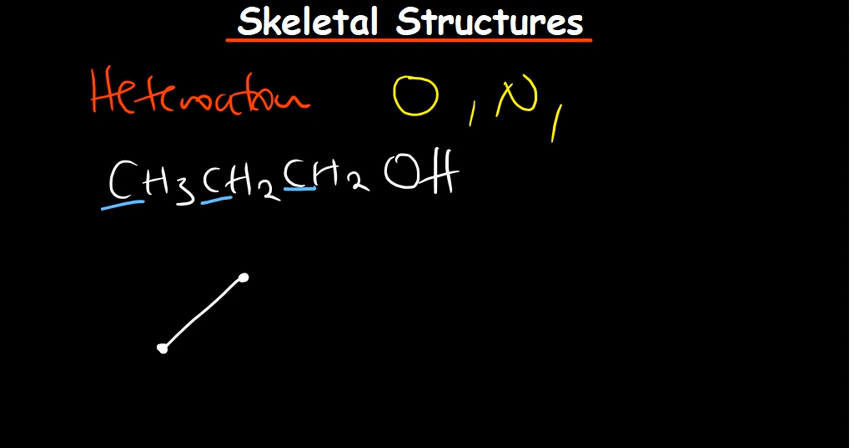 Skeletal Structures
Heteroatom O, N,
CH3CH2CH2OH